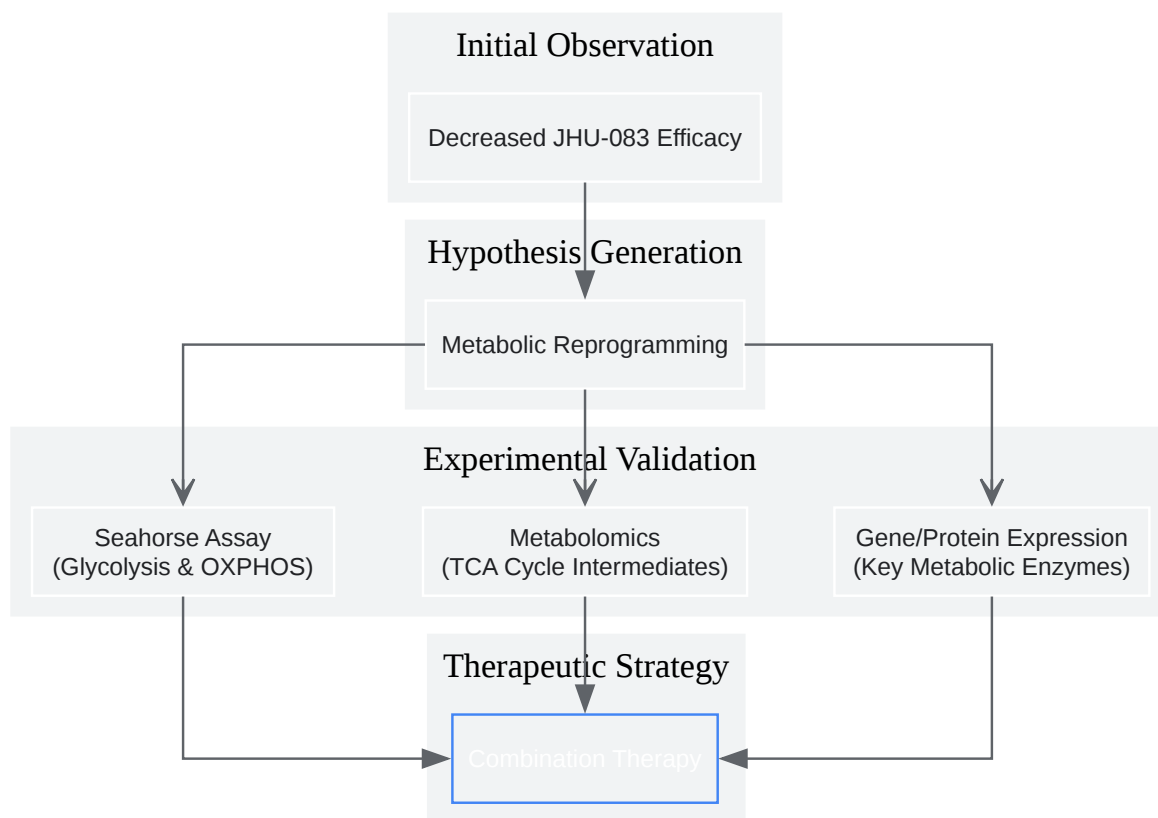 Initial Observation
Decreased JHU-083 Efficacy
Hypothesis Generation
Metabolic Reprogramming
Experimental Validation
Seahorse Assay
(Glycolysis & OXPHOS)
Metabolomics
(TCA Cycle Intermediates)
Gene/Protein Expression
(Key Metabolic Enzymes)
Therapeutic Strategy
Combination Therapy